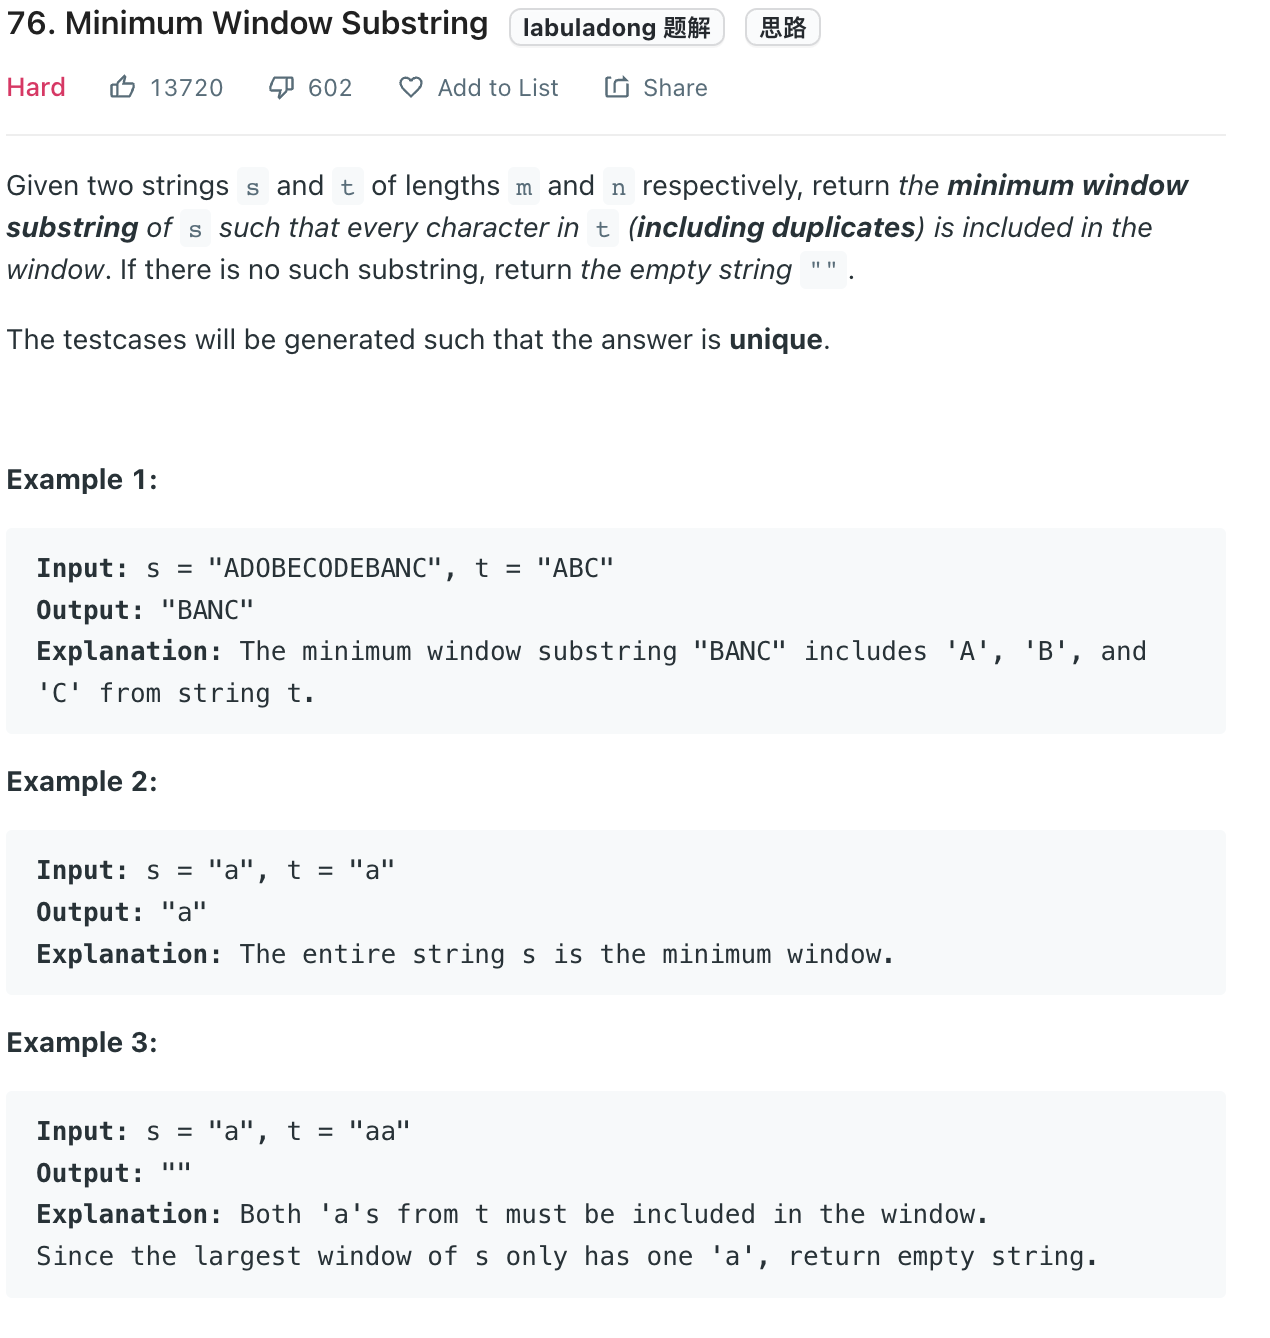 76. Minimum Window Substring labuladong 题解 思路
Hard 13720 602 Add to List Share
Given two strings s and t of lengths m and n respectively, return the minimum window
substring of s such that every character in t (including duplicates) is included in the
window. If there is no such substring, return the empty string "".
The testcases will be generated such that the answer is unique.
Example 1:
Input: s = "ADOBECODEBANC", t = "ABC"
Output: "BANC"
Explanation: The minimum window substring "BANC" includes 'A', 'B', and
'C' from string t.
Example 2:
Input: s = "a", t = "a"
Output: "a"
Explanation: The entire string s is the minimum window.
Example 3:
Input: s = "a", t = "aa"
Output: ""
Explanation: Both 'a's from t must be included in the window.
Since the largest window of s only has one 'a', return empty string.